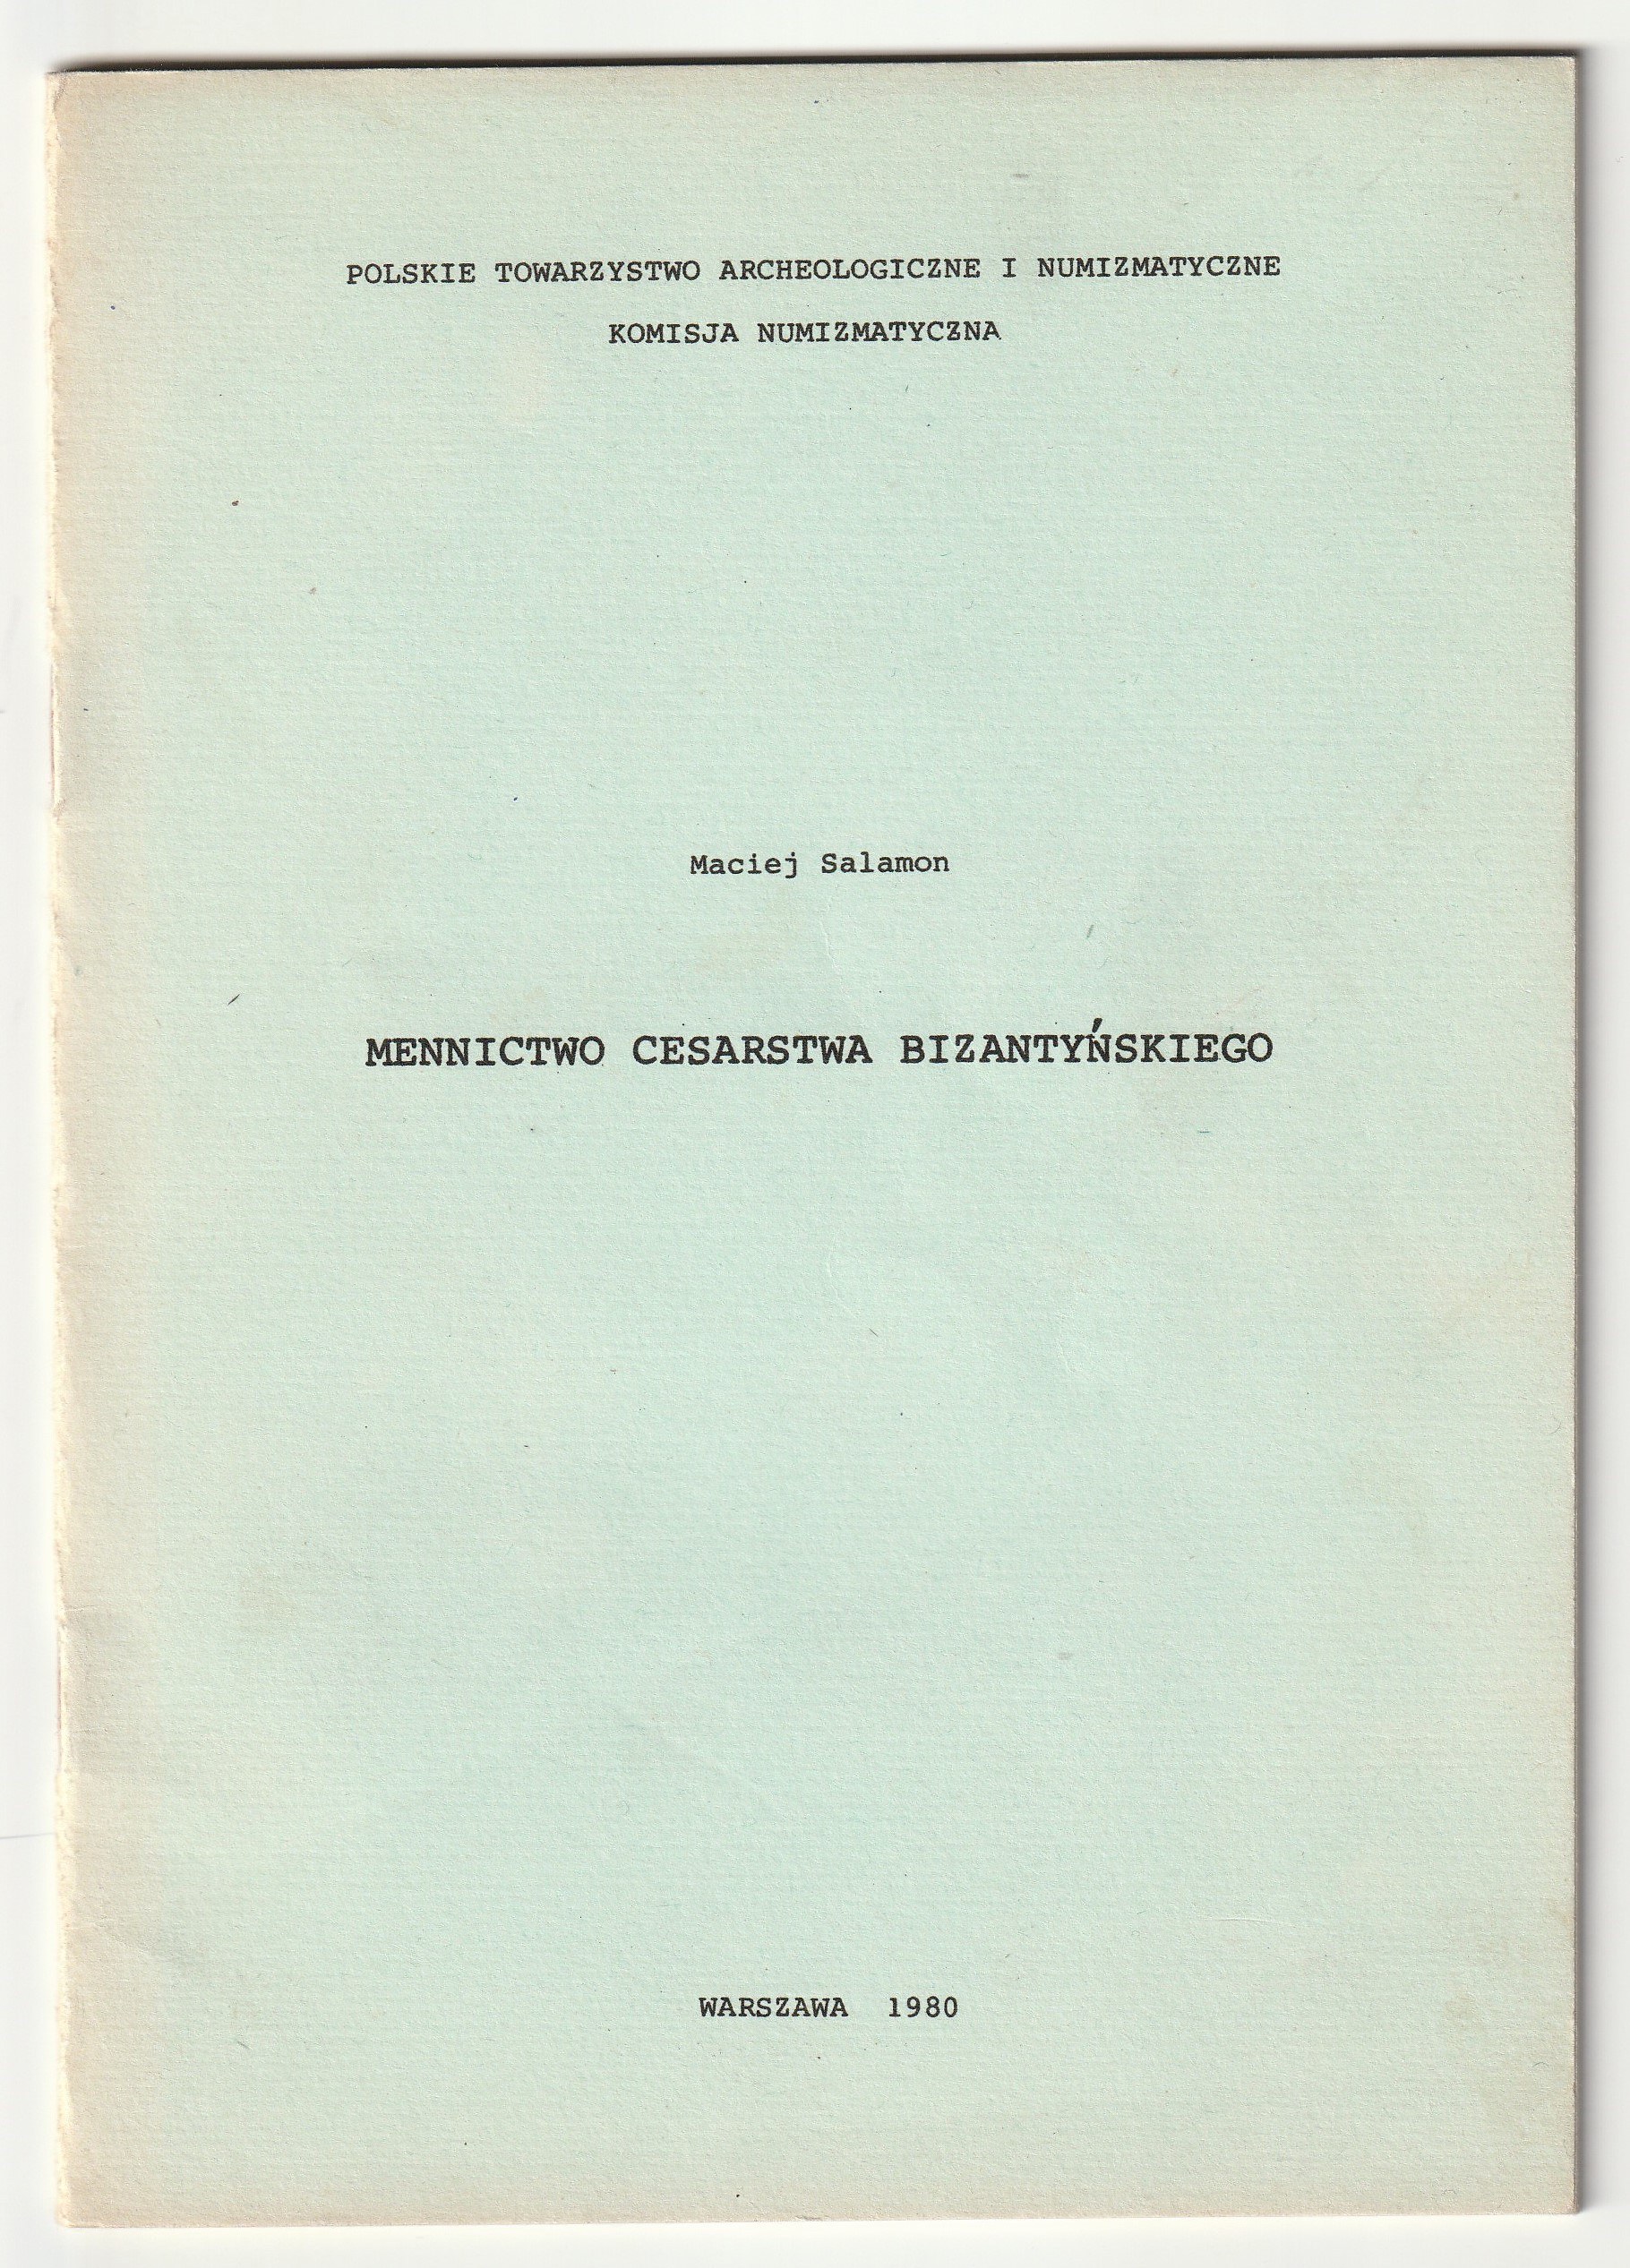 POLSKIE TOWARZYSTWO ARCHEOLOGICZNE I NUMIZMATYCZNE
KOMISJA NUMIZMATYCZNA
Maciej Salamon
MENNICTWO CESARSTWA BIZANTYŃSKIEGO
WARSZAWA 1980